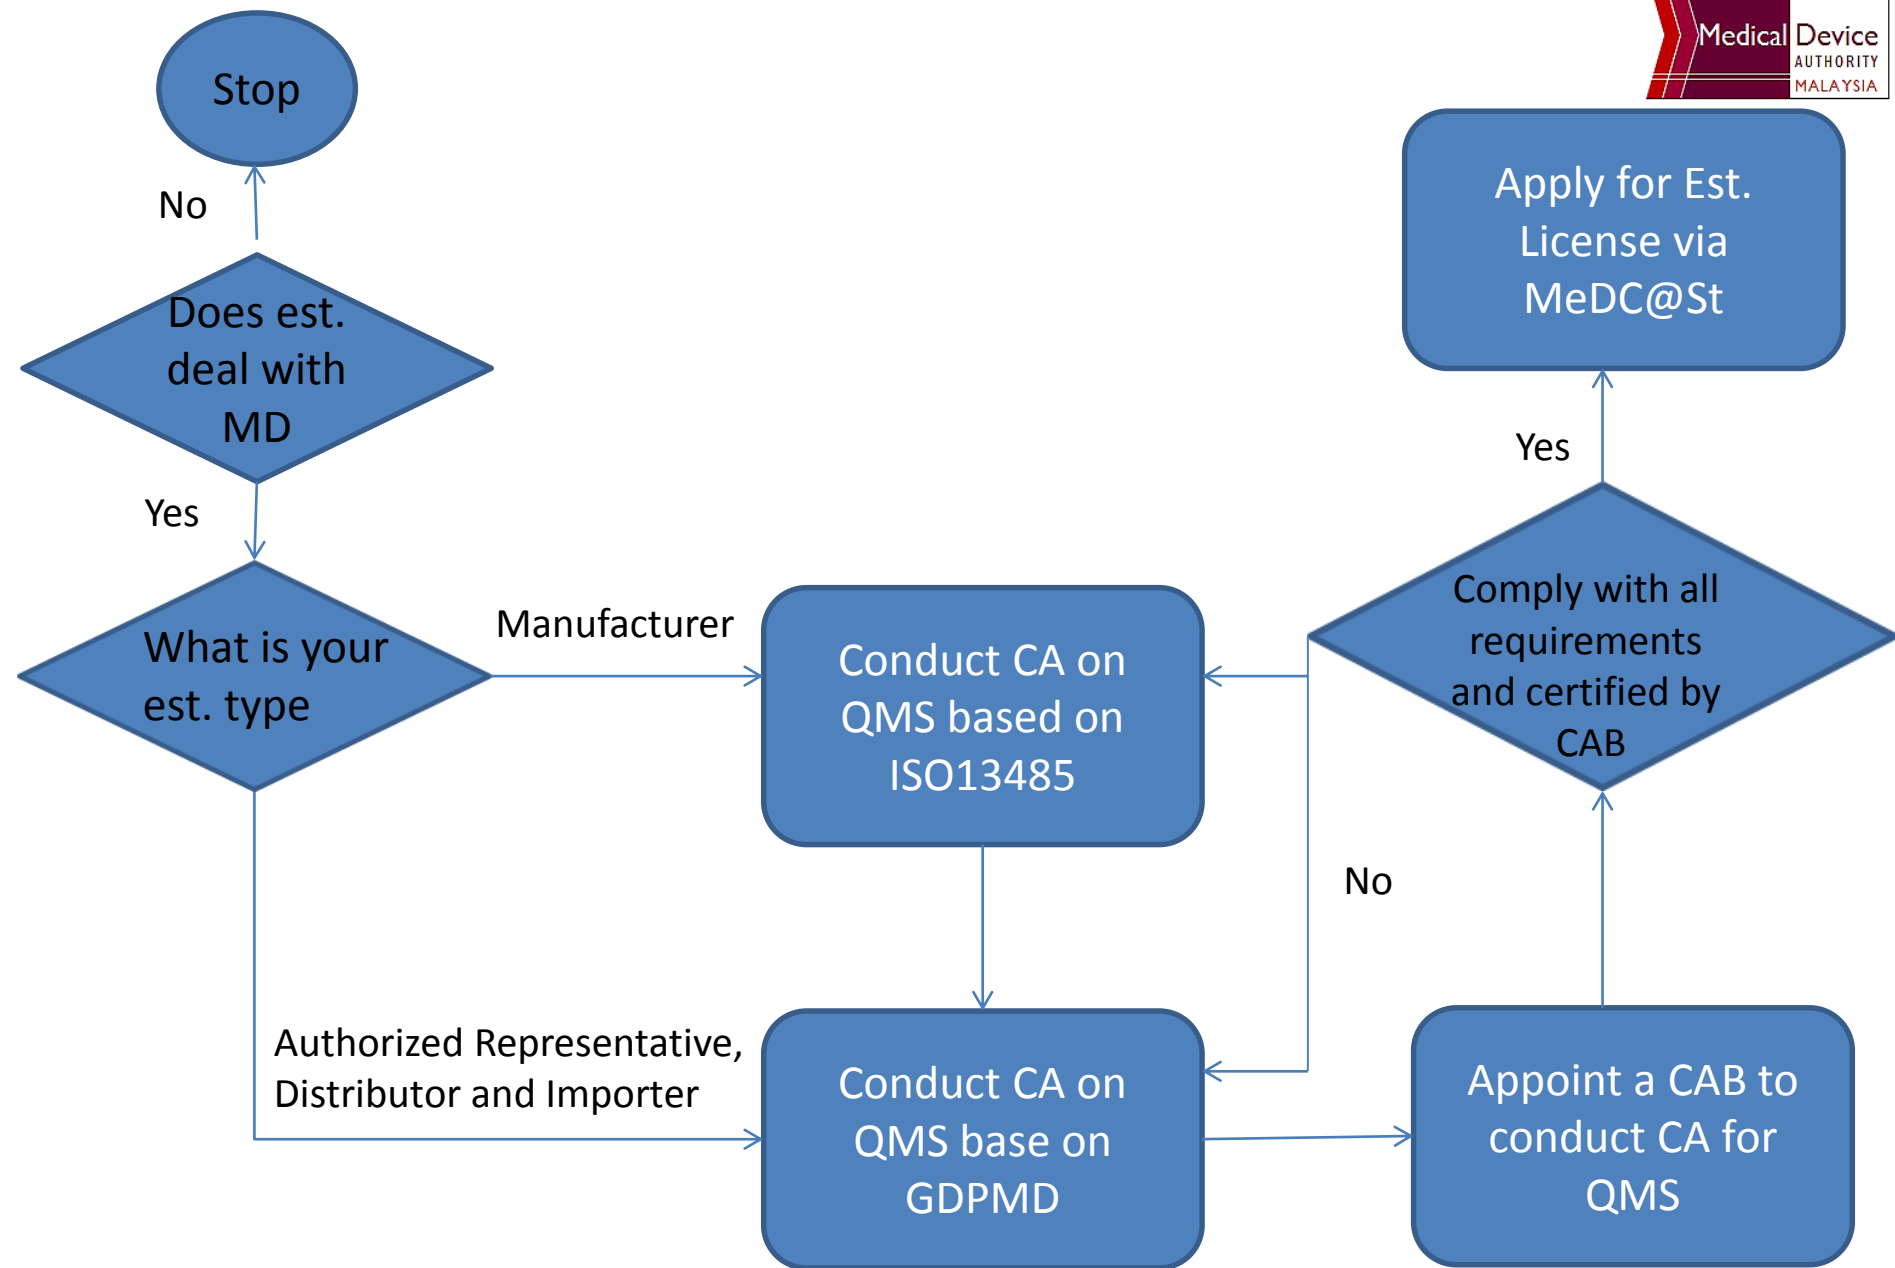 Medical Device
AUTHORITY
MALAYSIA
Stop
No
Does est.
deal with
MD
Yes
What is your
est. type
Manufacturer
Conduct CA on
QMS based on
ISO13485
Authorized Representative,
Distributor and Importer
Conduct CA on
QMS base on
GDPMD
Appoint a CAB to
conduct CA for
QMS
No
Comply with all
requirements
and certified by
CAB
Yes
Apply for Est.
License via
MeDC@St